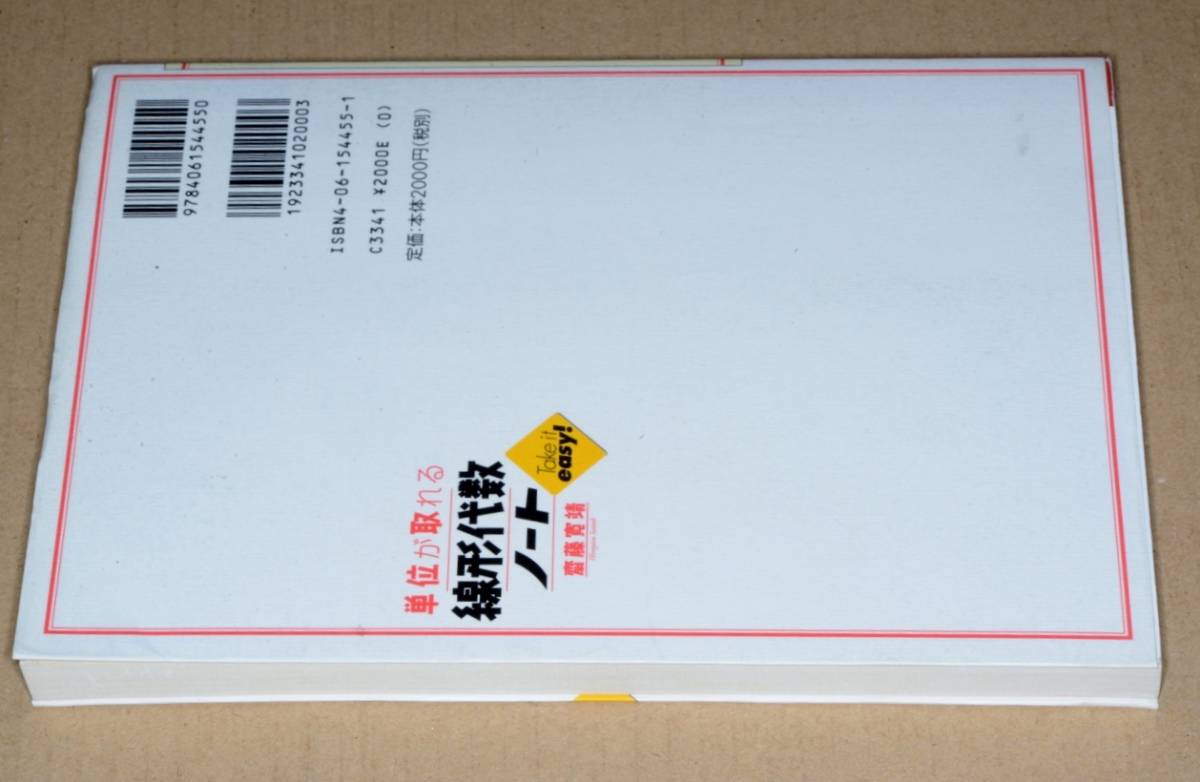 9784061544550
1923341020003
ISBN4-06-154455-1
C3341 ¥2000E (0)
定価：本体2000円(税別)
単位が取れる
線形代数
ノート
Take it
easy!
齋藤寛靖